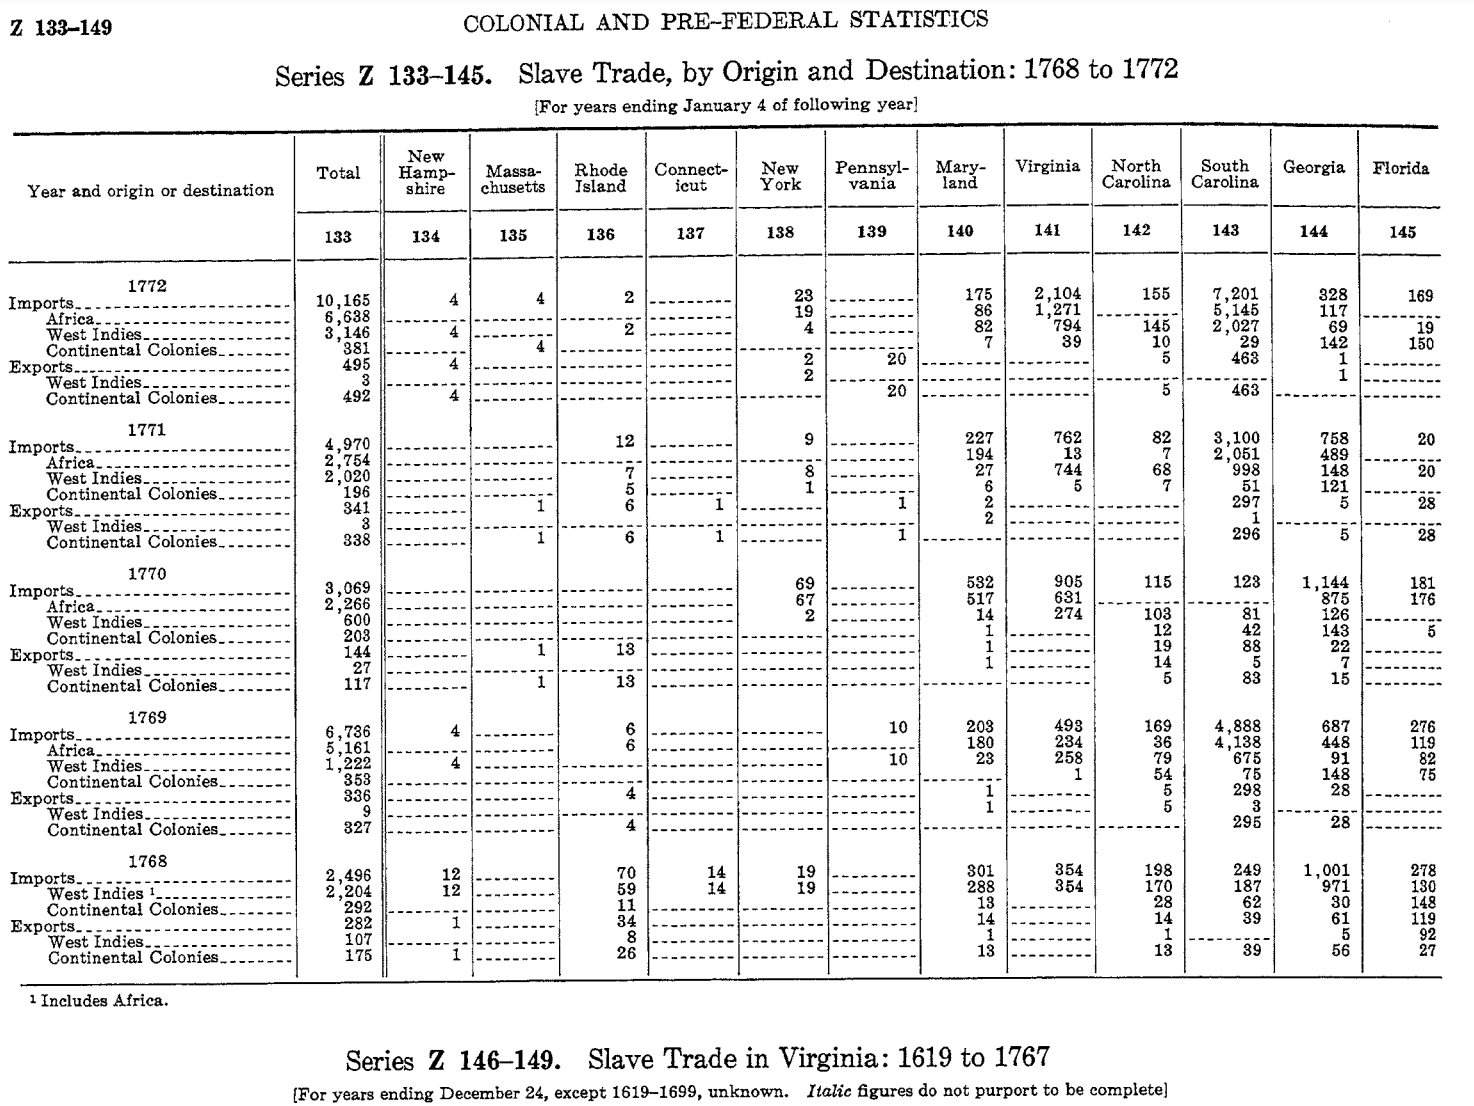 Z 133–149
COLONIAL AND PRE–FEDERAL STATISTICS
Series Z 133–145. Slave Trade, by Origin and Destination: 1768 to 1772
[For years ending January 4 of following year]
Year and origin or destination Total New Hamp-shire Massa-chusetts Rhode Island Connect-icut New York Pennsyl-vania Mary-land Virginia North Carolina South Carolina Georgia Florida
133 134 135 136 137 138 139 140 141 142 143 144 145
1772
Imports 10,165 4 4 2 23 175 2,104 155 7,201 328 169
Africa 6,638 19 86 1,271 5,145 117
West Indies 3,146 4 2 4 82 794 145 2,027 69 19
Continental Colonies 381 4 7 39 10 29 142 150
Exports 495 4 2 20 5 463 1
West Indies 3 2 1
Continental Colonies 492 4 20 5 463
1771
Imports 4,970 12 9 227 762 82 3,100 758 20
Africa 2,754 194 13 7 2,051 489
West Indies 2,020 7 8 27 744 68 998 148 20
Continental Colonies 196 5 1 6 5 7 51 121
Exports 341 1 6 1 1 2 297 5 28
West Indies 3 2 1
Continental Colonies 338 1 6 1 1 296 5 28
1770
Imports 3,069 69 532 905 115 123 1,144 181
Africa 2,266 67 517 631 875 176
West Indies 600 2 14 274 103 81 126
Continental Colonies 203 1 12 42 143 5
Exports 144 1 13 1 19 88 22
West Indies 27 1 14 5 7
Continental Colonies 117 1 13 5 83 15
1769
Imports 6,736 4 6 10 203 493 169 4,888 687 276
Africa 5,161 6 180 234 36 4,138 448 119
West Indies 1,222 4 10 23 258 79 675 91 82
Continental Colonies 353 1 54 75 148 75
Exports 336 4 1 5 298 28
West Indies 9 1 5 3
Continental Colonies 327 4 295 28
1768
Imports 2,496 12 70 14 19 301 354 198 249 1,001 278
West Indies ¹ 2,204 12 59 14 19 288 354 170 187 971 130
Continental Colonies 292 11 13 28 62 30 148
Exports 282 1 34 14 14 39 61 119
West Indies 107 8 1 1 5 92
Continental Colonies 175 1 26 13 13 39 56 27
¹ Includes Africa.
Series Z 146–149. Slave Trade in Virginia: 1619 to 1767
[For years ending December 24, except 1619–1699, unknown. Italic figures do not purport to be complete]